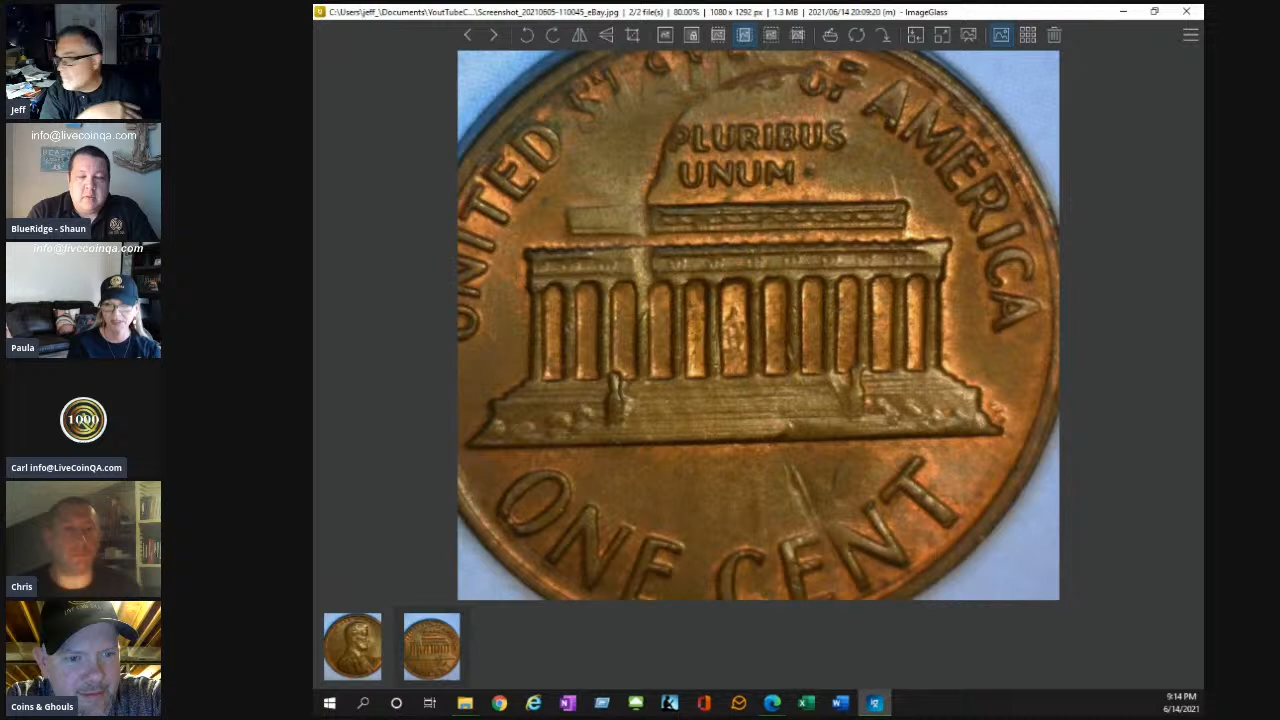 C:\Users\jeff_\Documents\YouTubeC...\Screenshot_20210605-110045_eBay.jpg | 2/2 file(s) | 80.00% | 1080 x 1292 px | 1.3 MB | 2021/06/14 20:09:20 (m) - ImageGlass
Jeff
info@livecoinqa.com
BlueRidge - Shaun
info@livecoinqa.com
Paula
Carl info@LiveCoinQA.com
Chris
Coins & Ghouls
UNITED ST
OF AMERICA
PLURIBUS
UNUM
ONE CENT
9:14 PM
6/14/2021